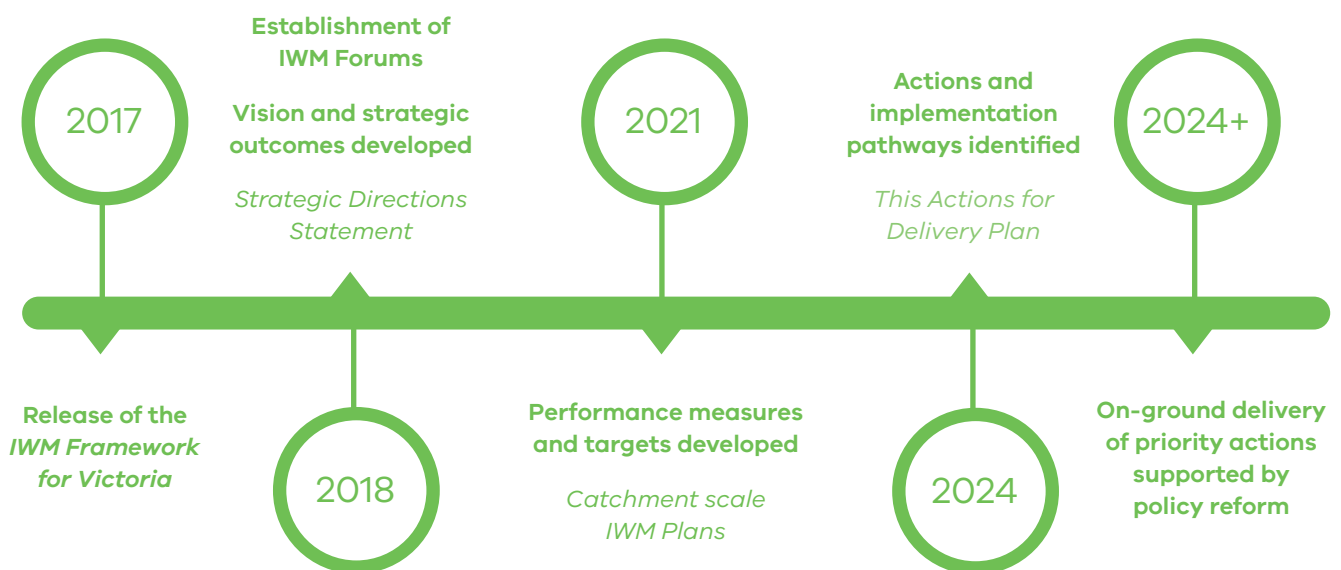 2017
Release of the
IWM Framework
for Victoria
Establishment of
IWM Forums
Vision and strategic
outcomes developed
Strategic Directions
Statement
2018
2021
Performance measures
and targets developed
Catchment scale
IWM Plans
Actions and
implementation
pathways identified
This Actions for
Delivery Plan
2024
2024+
On-ground delivery
of priority actions
supported by
policy reform